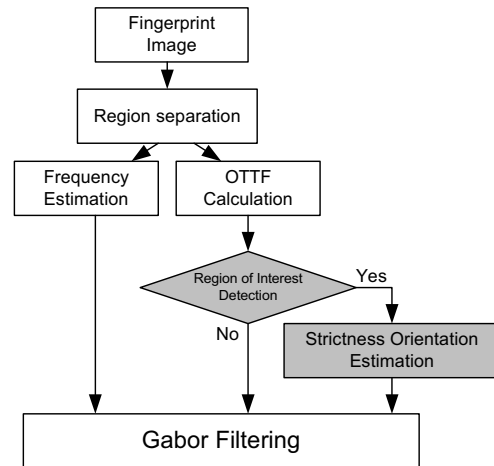 Fingerprint
Image
Region separation
Frequency
Estimation
OTTF
Calculation
Region of Interest
Detection
Yes
No
Strictness Orientation
Estimation
Gabor Filtering